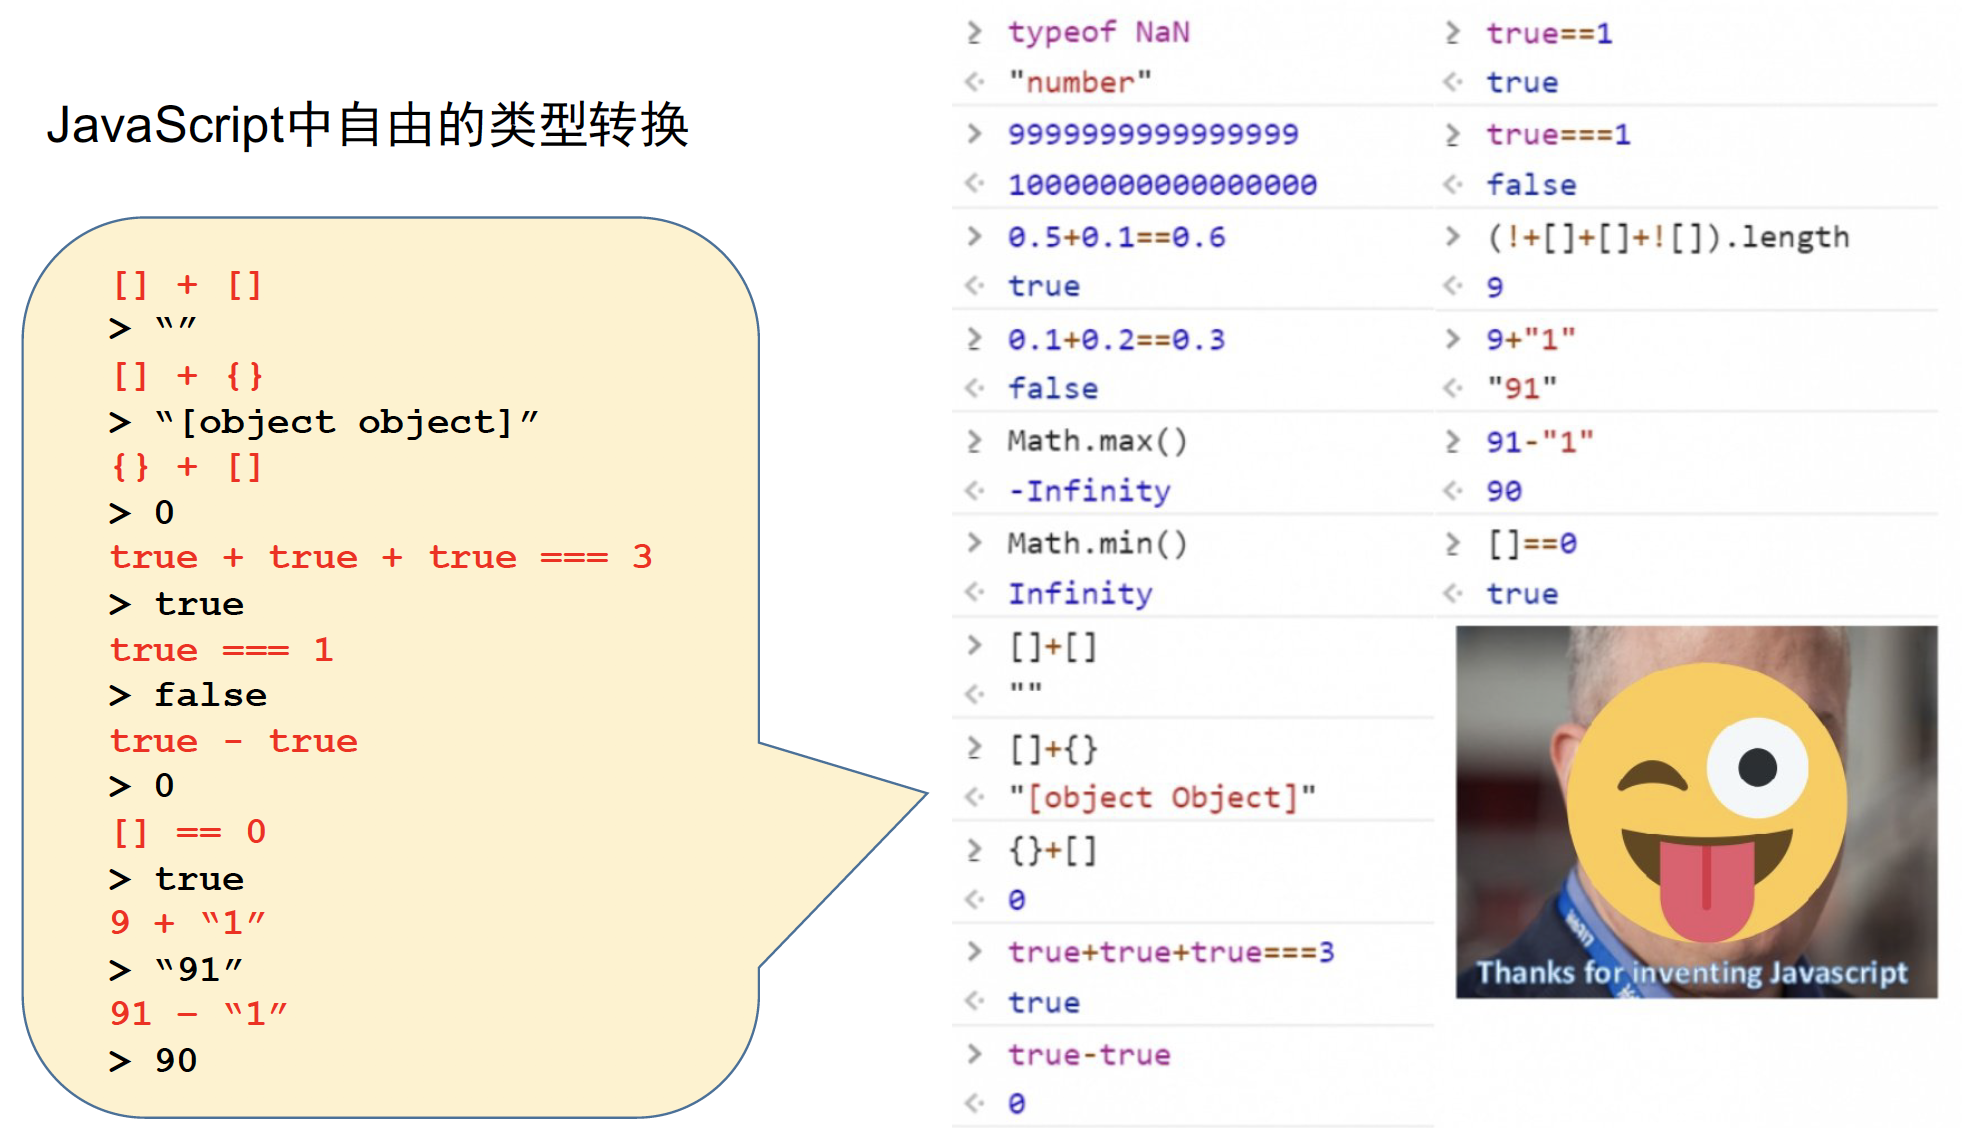 JavaScript中自由的类型转换
[] + []
> “”
[] + {}
> “[object object]”
{} + []
> 0
true + true + true === 3
> true
true === 1
> false
true - true
> 0
[] == 0
> true
9 + “1”
> “91”
91 – “1”
> 90
> typeof NaN
<· "number"
> 9999999999999999
<· 10000000000000000
> 0.5+0.1==0.6
<· true
> 0.1+0.2==0.3
<· false
> Math.max()
<· -Infinity
> Math.min()
<· Infinity
> []+[]
<· ""
> []+{}
<· "[object Object]"
> {}+[]
<· 0
> true+true+true===3
<· true
> true-true
<· 0
> true==1
<· true
> true===1
<· false
> (!+[]+[]+![]).length
<· 9
> 9+"1"
<· "91"
> 91-"1"
<· 90
> []==0
<· true
Thanks for inventing Javascript